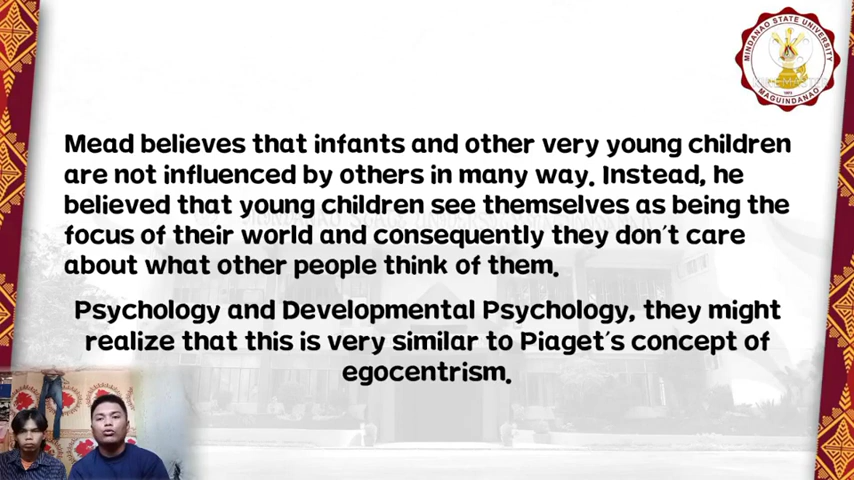 MINDANAO STATE UNIVERSITY
MAGUINDANAO
Mead believes that infants and other very young children
are not influenced by others in many way. Instead, he
believed that young children see themselves as being the
focus of their world and consequently they don't care
about what other people think of them.
Psychology and Developmental Psychology, they might
realize that this is very similar to Piaget's concept of
egocentrism.